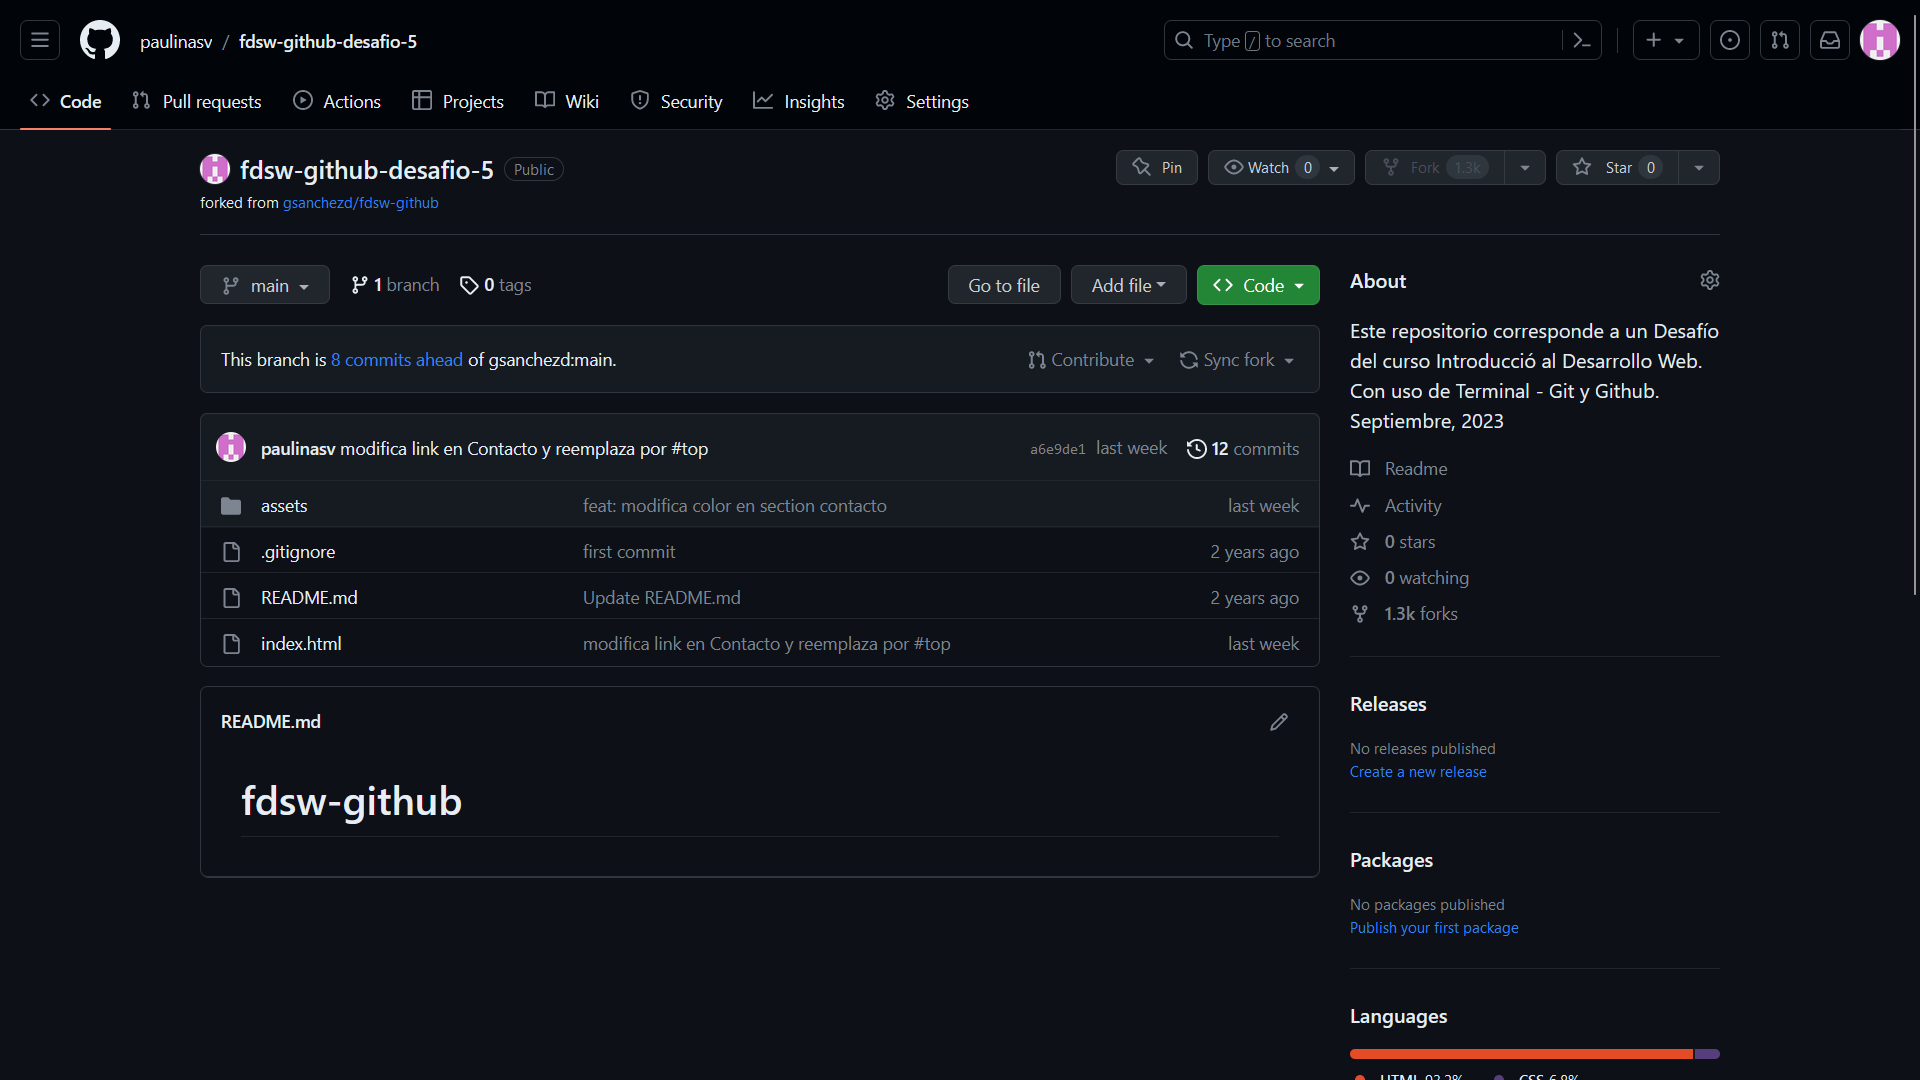 paulinasv / fdsw-github-desafio-5
Type / to search
Code Pull requests Actions Projects Wiki Security Insights Settings
fdsw-github-desafio-5 Public
Pin Watch 0 Fork 1.3k Star 0
forked from gsanchezd/fdsw-github
main 1 branch 0 tags Go to file Add file Code
This branch is 8 commits ahead of gsanchezd:main. Contribute Sync fork
paulinasv modifica link en Contacto y reemplaza por #top a6e9de1 last week 12 commits
assets feat: modifica color en section contacto last week
.gitignore first commit 2 years ago
README.md Update README.md 2 years ago
index.html modifica link en Contacto y reemplaza por #top last week
README.md
fdsw-github
About
Este repositorio corresponde a un Desafío
del curso Introducció al Desarrollo Web.
Con uso de Terminal - Git y Github.
Septiembre, 2023
Readme
Activity
0 stars
0 watching
1.3k forks
Releases
No releases published
Create a new release
Packages
No packages published
Publish your first package
Languages
HTML 93.2% CSS 6.8%